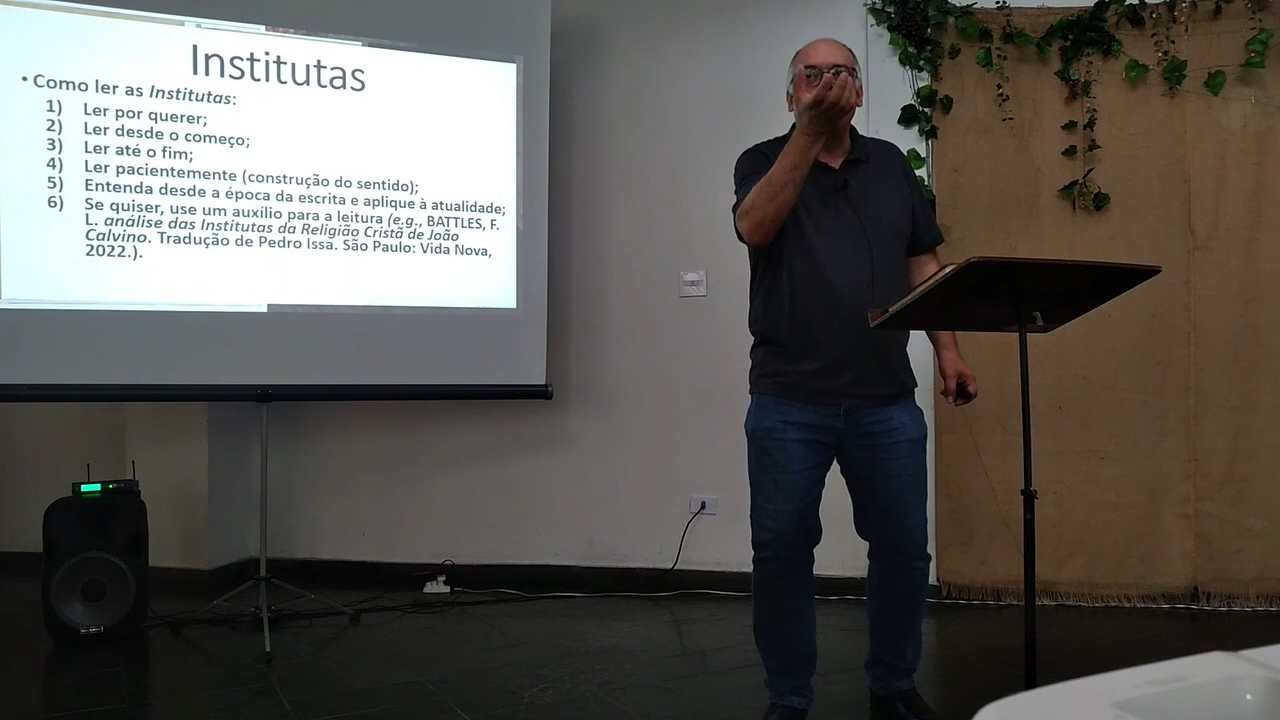 Institutas
• Como ler as Institutas:
1) Ler por querer;
2) Ler desde o começo;
3) Ler até o fim;
4) Ler pacientemente (construção do sentido);
5) Entenda desde a época da escrita e aplique à atualidade;
6) Se quiser, use um auxílio para a leitura (e.g., BATTLES, F.
L. análise das Institutas da Religião Cristã de João
Calvino. Tradução de Pedro Issa. São Paulo: Vida Nova,
2022.).